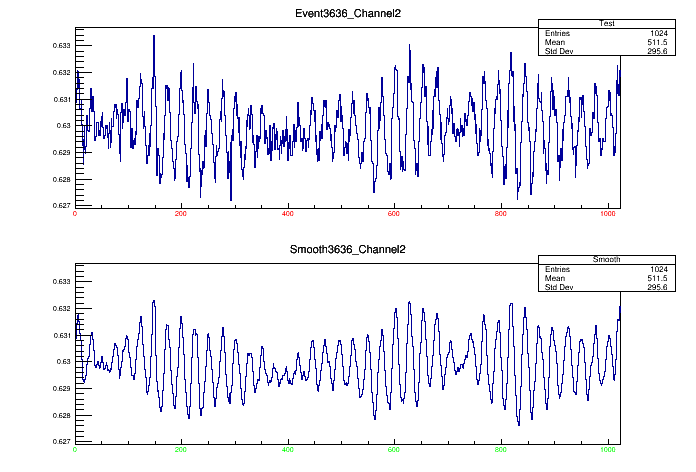 Event3636_Channel2
Test
Entries 1024
Mean 511.5
Std Dev 295.6
0.633
0.632
0.631
0.63
0.629
0.628
0.627
0 200 400 600 800 1000
Smooth3636_Channel2
Smooth
Entries 1024
Mean 511.5
Std Dev 295.6
0.633
0.632
0.631
0.63
0.629
0.628
0.627
0 200 400 600 800 1000